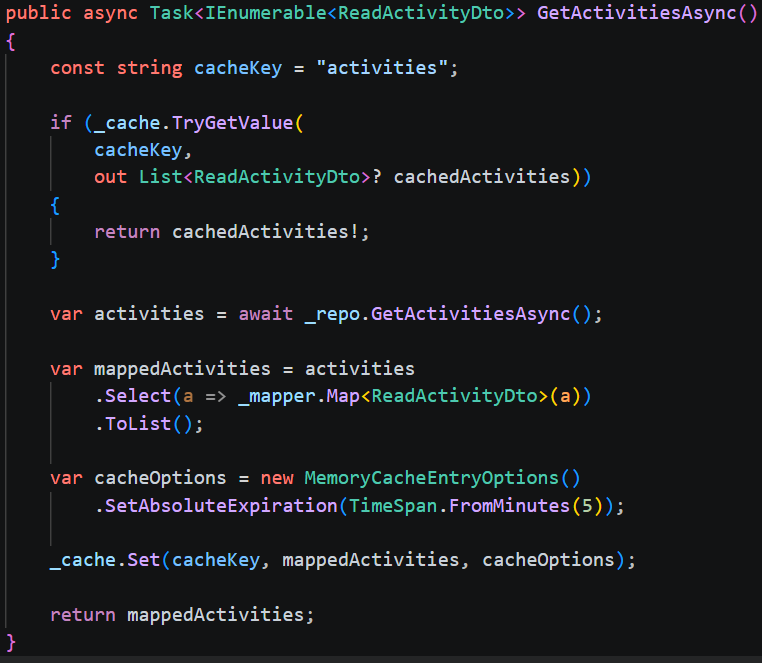 public async Task<IEnumerable<ReadActivityDto>> GetActivitiesAsync()
{
    const string cacheKey = "activities";

    if (_cache.TryGetValue(
        cacheKey,
        out List<ReadActivityDto>? cachedActivities))
    {
        return cachedActivities!;
    }

    var activities = await _repo.GetActivitiesAsync();

    var mappedActivities = activities
        .Select(a => _mapper.Map<ReadActivityDto>(a))
        .ToList();

    var cacheOptions = new MemoryCacheEntryOptions()
        .SetAbsoluteExpiration(TimeSpan.FromMinutes(5));

    _cache.Set(cacheKey, mappedActivities, cacheOptions);

    return mappedActivities;
}